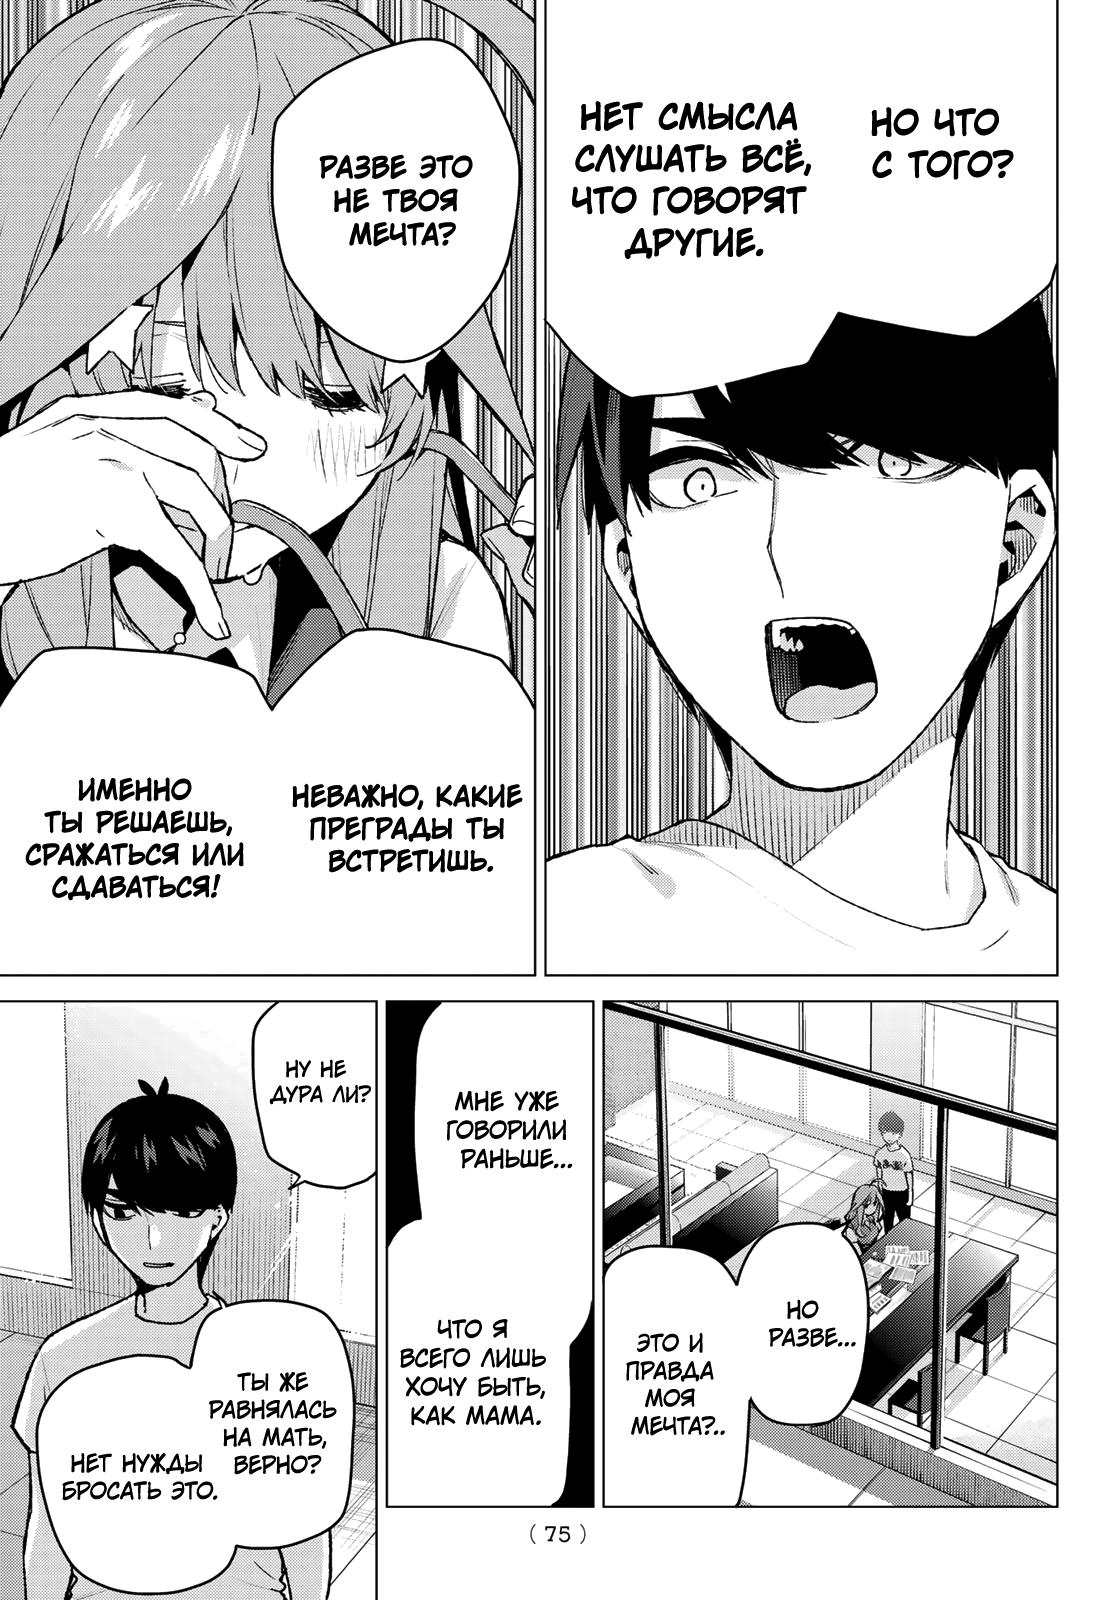 НО ЧТО
С ТОГО?
НЕТ СМЫСЛА
СЛУШАТЬ ВСЁ,
ЧТО ГОВОРЯТ
ДРУГИЕ.
РАЗВЕ ЭТО
НЕ ТВОЯ
МЕЧТА?
НЕВАЖНО, КАКИЕ
ПРЕГРАДЫ ТЫ
ВСТРЕТИШЬ.
ИМЕННО
ТЫ РЕШАЕШЬ,
СРАЖАТЬСЯ ИЛИ
СДАВАТЬСЯ!
НО
РАЗВЕ...
ЭТО И
ПРАВДА
МОЯ
МЕЧТА?..
МНЕ УЖЕ
ГОВОРИЛИ
РАНЬШЕ...
ЧТО Я
ВСЕГО ЛИШЬ
ХОЧУ БЫТЬ,
КАК МАМА.
НУ НЕ
ДУРА ЛИ?
ТЫ ЖЕ
РАВНЯЛАСЬ
НА МАТЬ,
ВЕРНО?
НЕТ НУЖДЫ
БРОСАТЬ ЭТО.
( 75 )